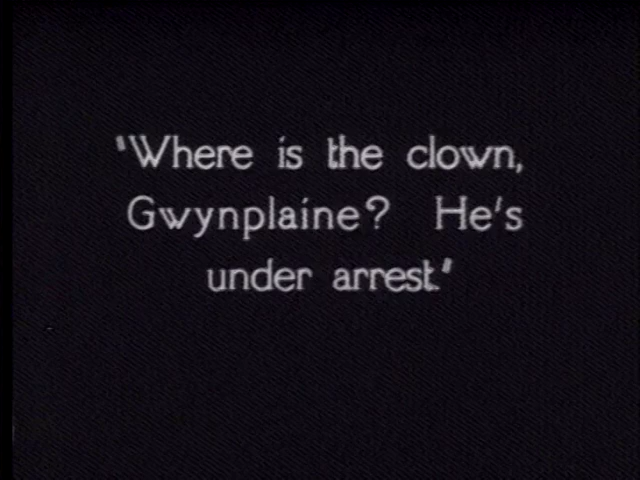 "Where is the clown,
Gwynplaine? He's
under arrest."